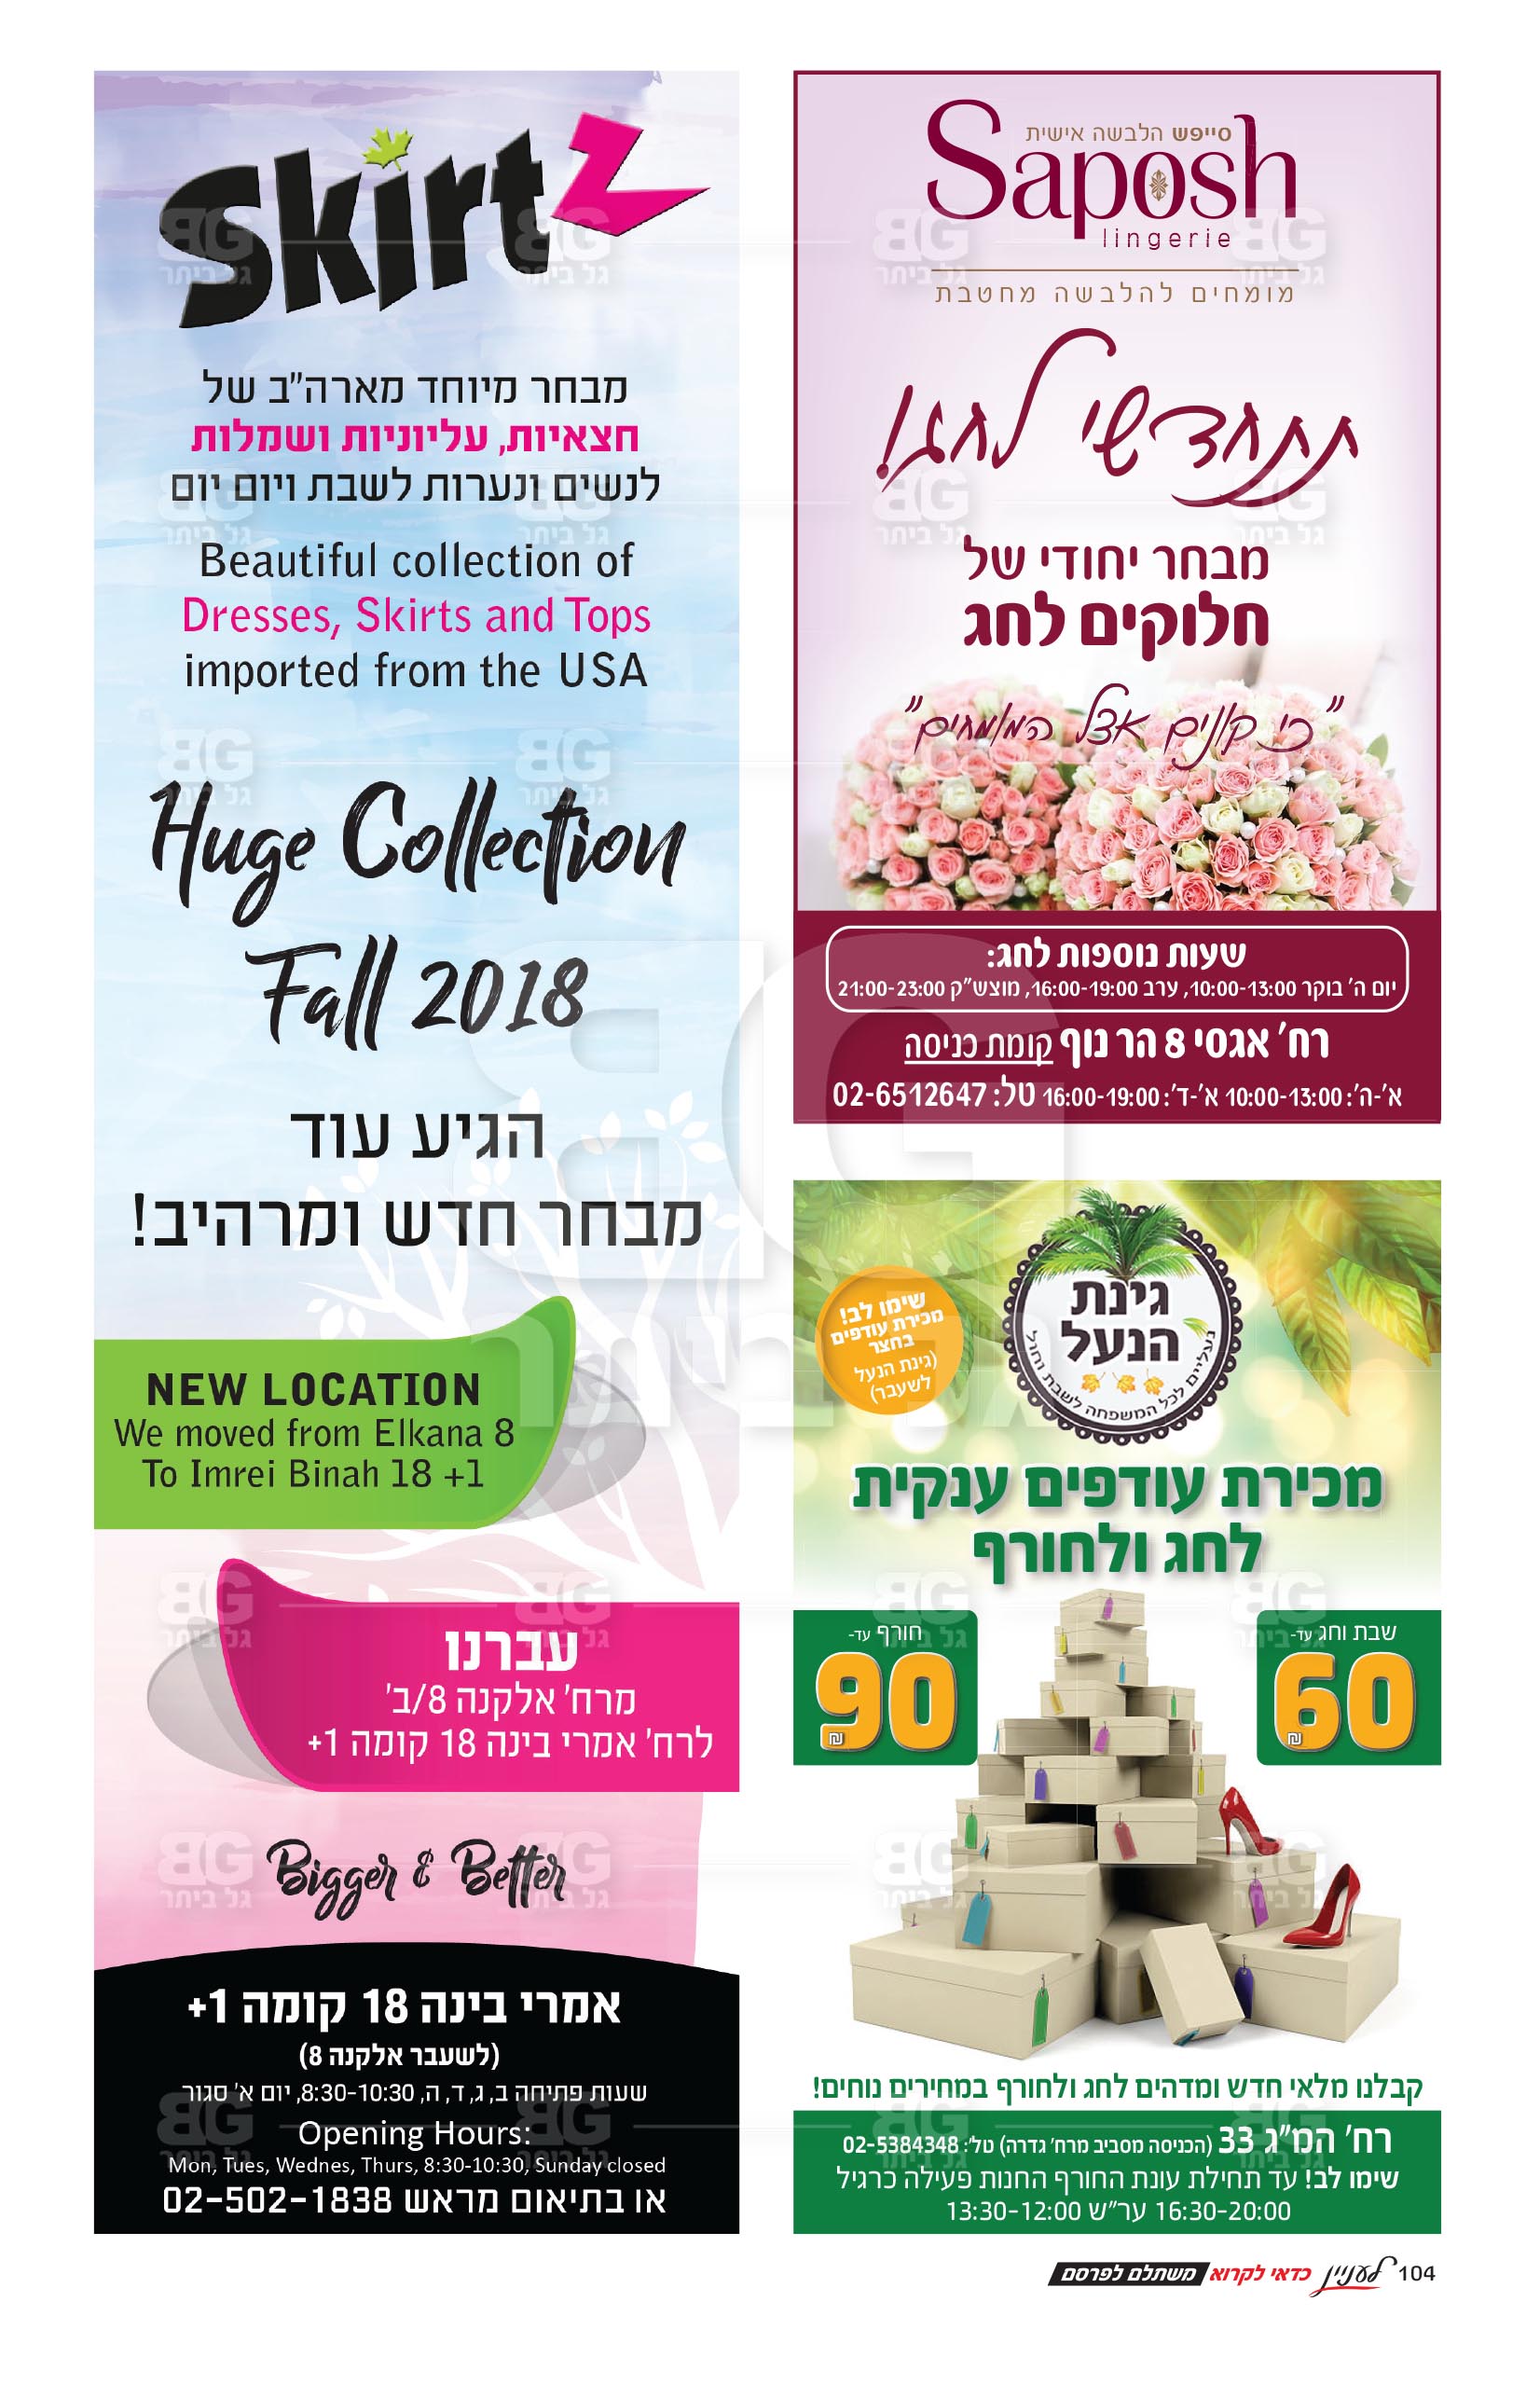 Skirtz
מבחר מיוחד מארה"ב של
חצאיות, עליוניות ושמלות
לנשים ונערות לשבת ויום יום
Beautiful collection of
Dresses, Skirts and Tops
imported from the USA
Huge Collection
Fall 2018
הגיע עוד
מבחר חדש ומרהיב!
NEW LOCATION
We moved from Elkana 8
To Imrei Binah 18 +1
עברנו
מרח' אלקנה 8/ב'
לרח' אמרי בינה 18 קומה 1+
Bigger & Better
אמרי בינה 18 קומה 1+
(לשעבר אלקנה 8)
שעות פתיחה ב, ג, ד, ה, 8:30-10:30, יום א' סגור
Opening Hours:
Mon, Tues, Wednes, Thurs, 8:30-10:30, Sunday closed
או בתיאום מראש 02-502-1838
סייפש הלבשה אישית
Saposh
lingerie
מומחים להלבשה מחטבת
תתחדשי לחג!
מבחר יחודי של
חלוקים לחג
"כי קונים אצל המומחים"
שעות נוספות לחג:
יום ה' בוקר 10:00-13:00, ערב 16:00-19:00, מוצש"ק 21:00-23:00
רח' אגסי 8 הר נוף קומת כניסה
א'-ה': 10:00-13:00 א'-ד': 16:00-19:00 טל: 02-6512647
גינת
הנעל
נעליים לכל המשפחה לשבת וחול
שימו לב!
מכירת עודפים
בחצר
(גינת הנעל
לשעבר)
מכירת עודפים ענקית
לחג ולחורף
שבת וחג עד-
60 ₪
חורף עד-
90 ₪
קבלנו מלאי חדש ומדהים לחג ולחורף במחירים נוחים!
רח' המ"ג 33 (הכניסה מסביב מרח' גדרה) טל': 02-5384348
שימו לב! עד תחילת עונת החורף החנות פעילה כרגיל
16:30-20:00 ער"ש 13:30-12:00
104 לעניין כדאי לקרוא משתלם לפרסם
BG
גל ביתר